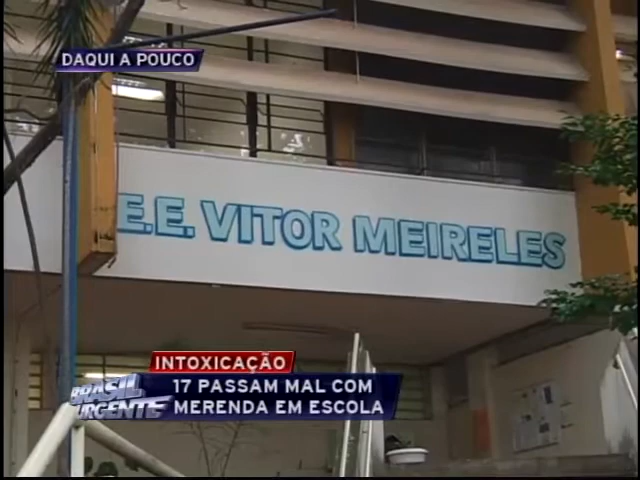 DAQUI A POUCO
E.E. VITOR MEIRELES
INTOXICAÇÃO
BRASIL
URGENTE
17 PASSAM MAL COM
MERENDA EM ESCOLA